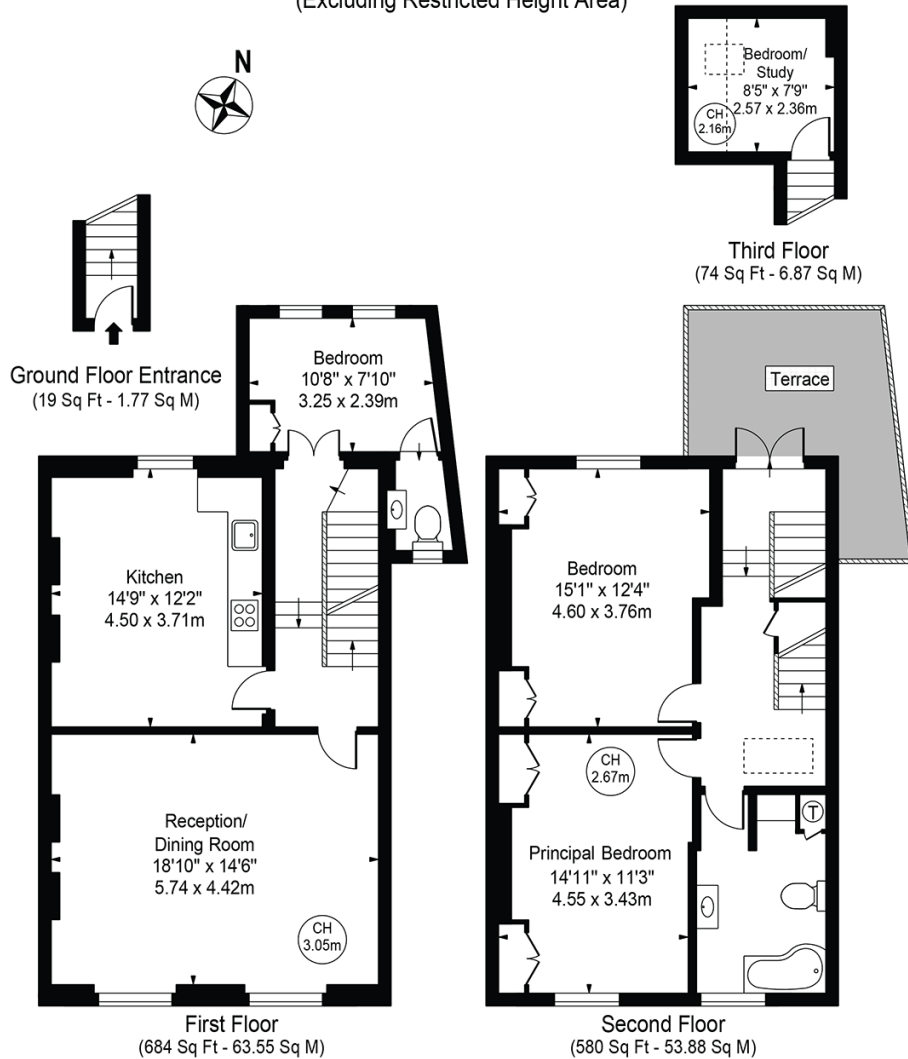 (Excluding Restricted Height Area)
N
Bedroom/
Study
8'5" x 7'9"
2.57 x 2.36m
CH
2.16m
Third Floor
(74 Sq Ft - 6.87 Sq M)
Ground Floor Entrance
(19 Sq Ft - 1.77 Sq M)
Bedroom
10'8" x 7'10"
3.25 x 2.39m
Terrace
Kitchen
14'9" x 12'2"
4.50 x 3.71m
Bedroom
15'1" x 12'4"
4.60 x 3.76m
Reception/
Dining Room
18'10" x 14'6"
5.74 x 4.42m
CH
3.05m
CH
2.67m
T
Principal Bedroom
14'11" x 11'3"
4.55 x 3.43m
First Floor
(684 Sq Ft - 63.55 Sq M)
Second Floor
(580 Sq Ft - 53.88 Sq M)